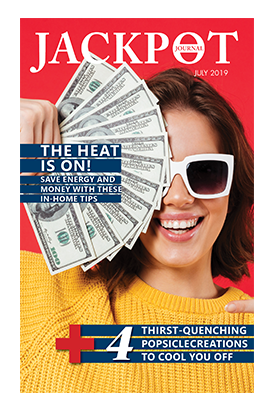 JACKPOT
JOURNAL
JULY 2019
THE HEAT
IS ON!
SAVE ENERGY AND
MONEY WITH THESE
IN-HOME TIPS
+ 4
THIRST-QUENCHING
POPSICLECREATIONS
TO COOL YOU OFF